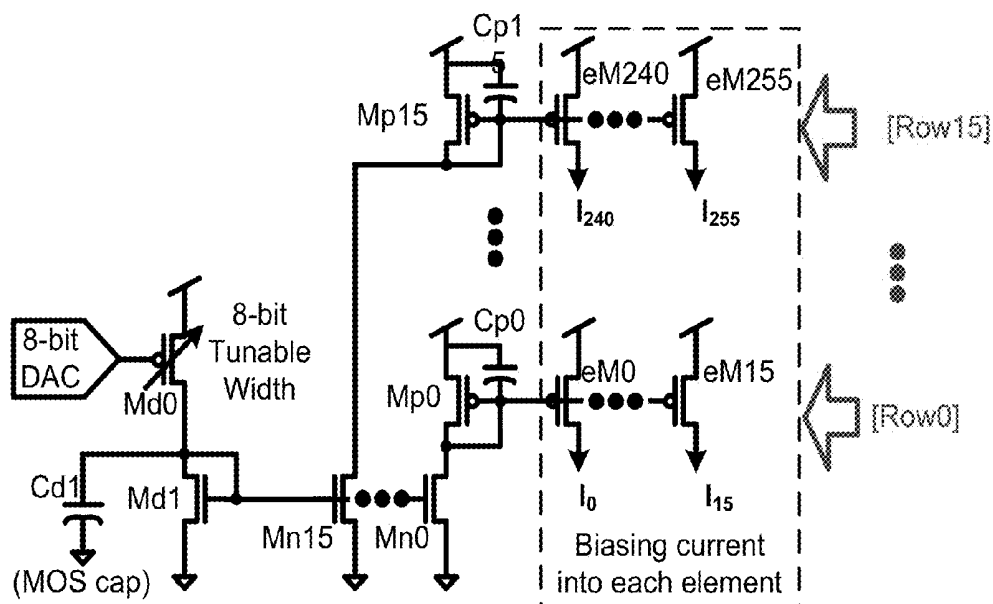 Cp1
5
eM240
eM255
Mp15
[Row15]
I240
I255
8-bit
Tunable
Width
8-bit
DAC
Md0
Cp0
Mp0
eM0
eM15
[Row0]
I0
I15
Cd1
Md1
Mn15
Mn0
(MOS cap)
Biasing current
into each element